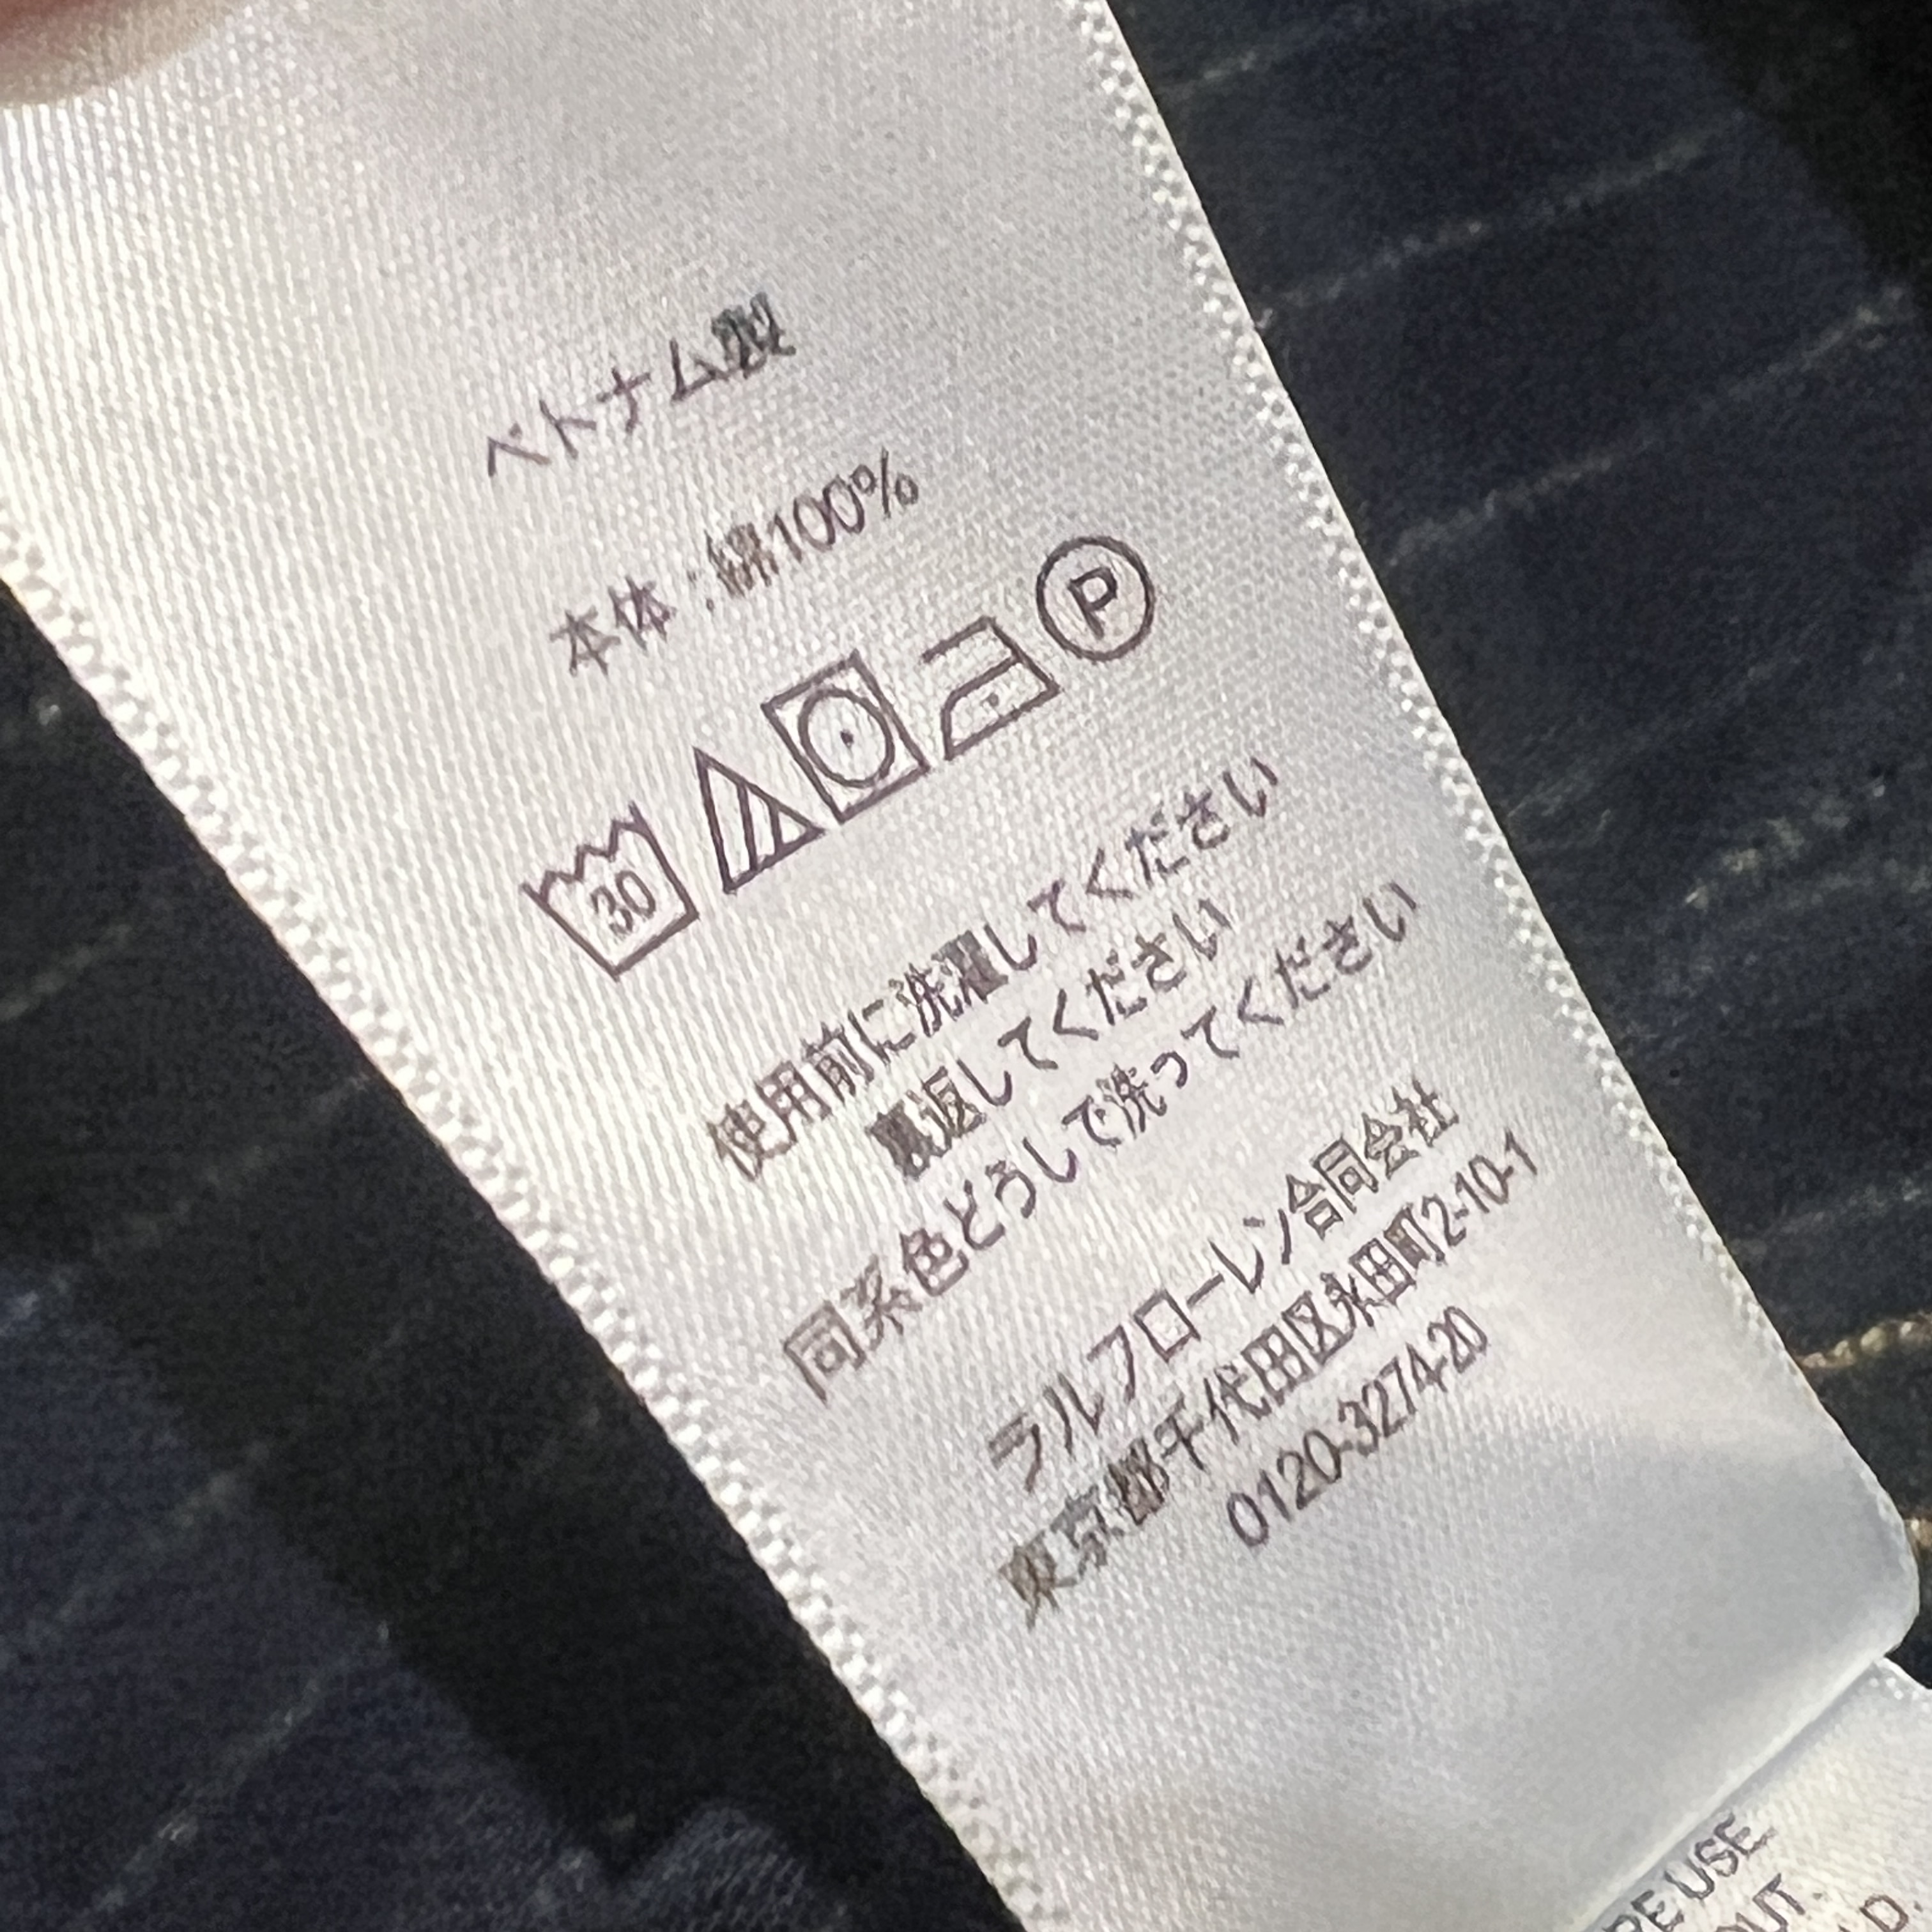 ベトナム製
本体:綿100%
30 P
使用前に洗濯してください
裏返してください
同系色どうしで洗ってください
ラルフローレン合同会社
東京都千代田区永田町2-10-1
0120-3274-20
RE USE
OUT.
D.